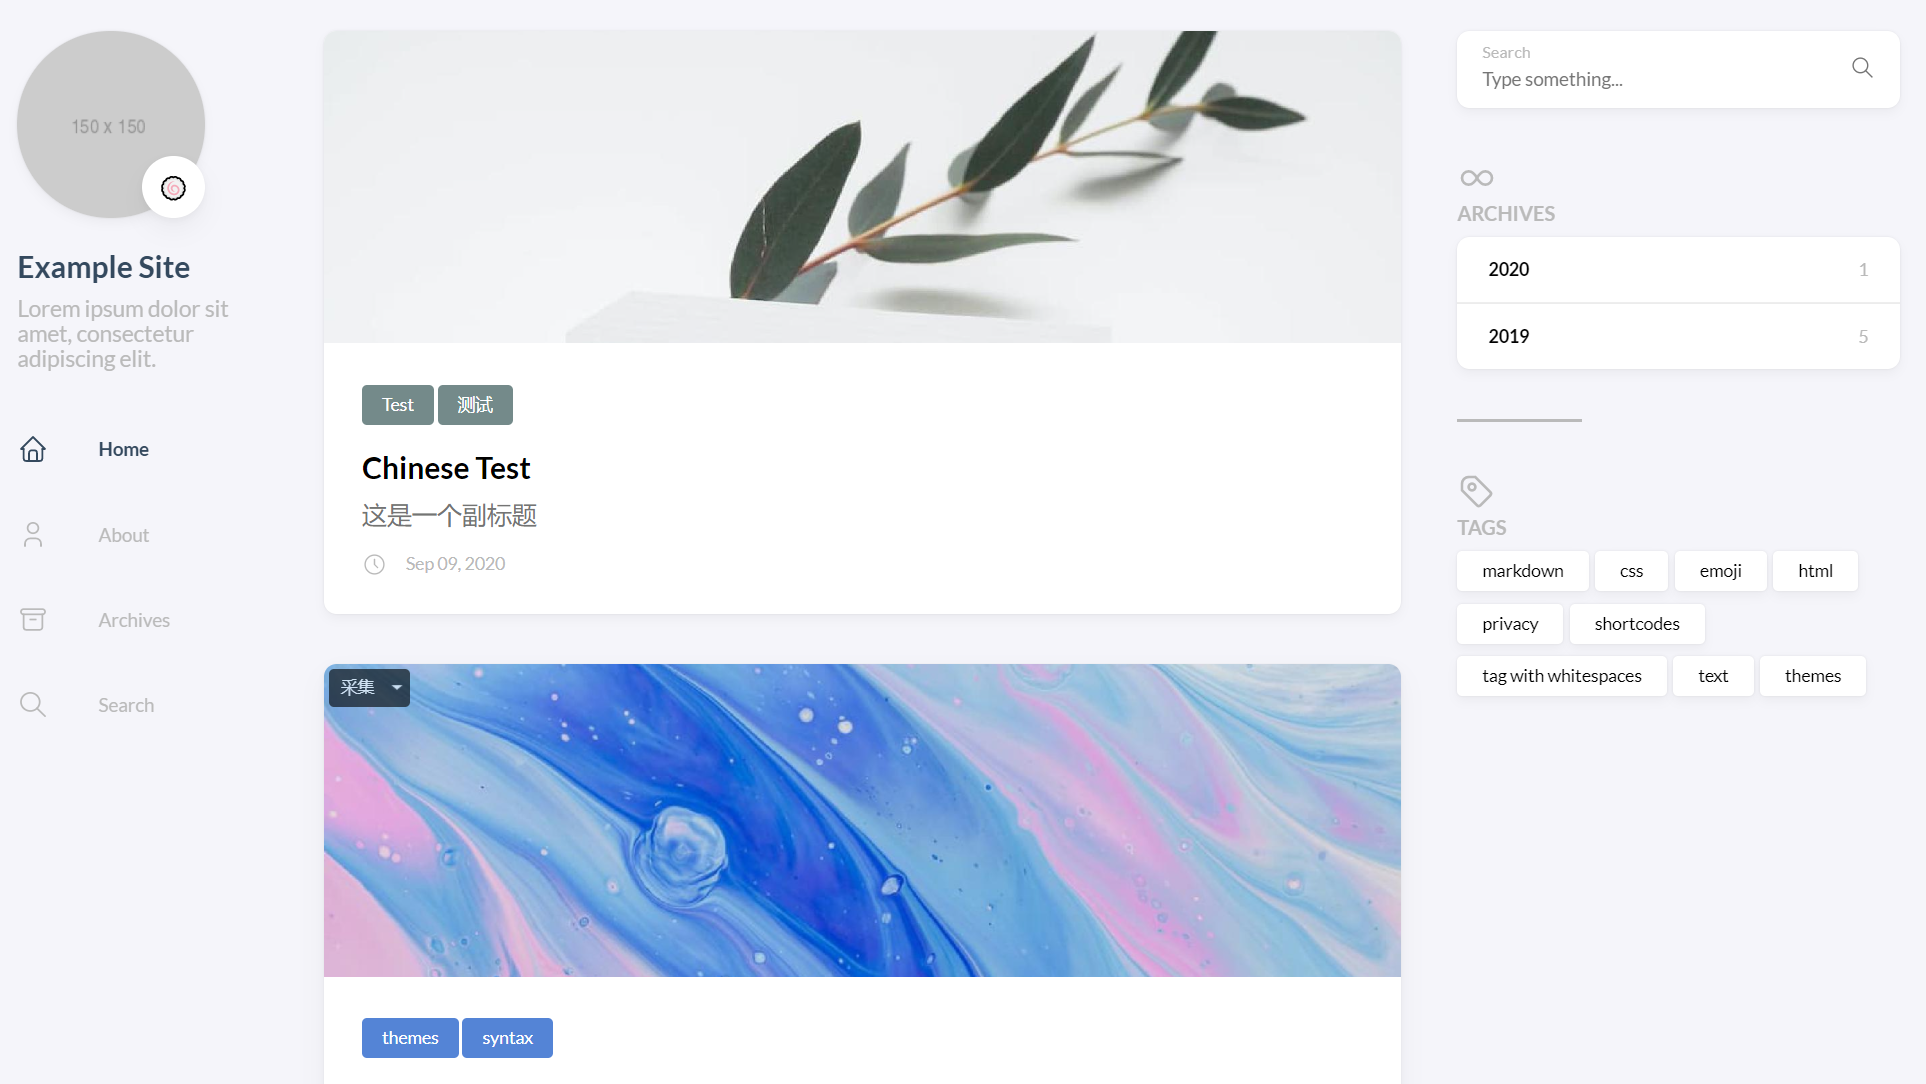 150 x 150
Example Site
Lorem ipsum dolor sit
amet, consectetur
adipiscing elit.
Home
About
Archives
Search
Test 测试
Chinese Test
这是一个副标题
Sep 09, 2020
采集
themes syntax
Search
Type something...
ARCHIVES
2020 1
2019 5
TAGS
markdown css emoji html
privacy shortcodes
tag with whitespaces text themes